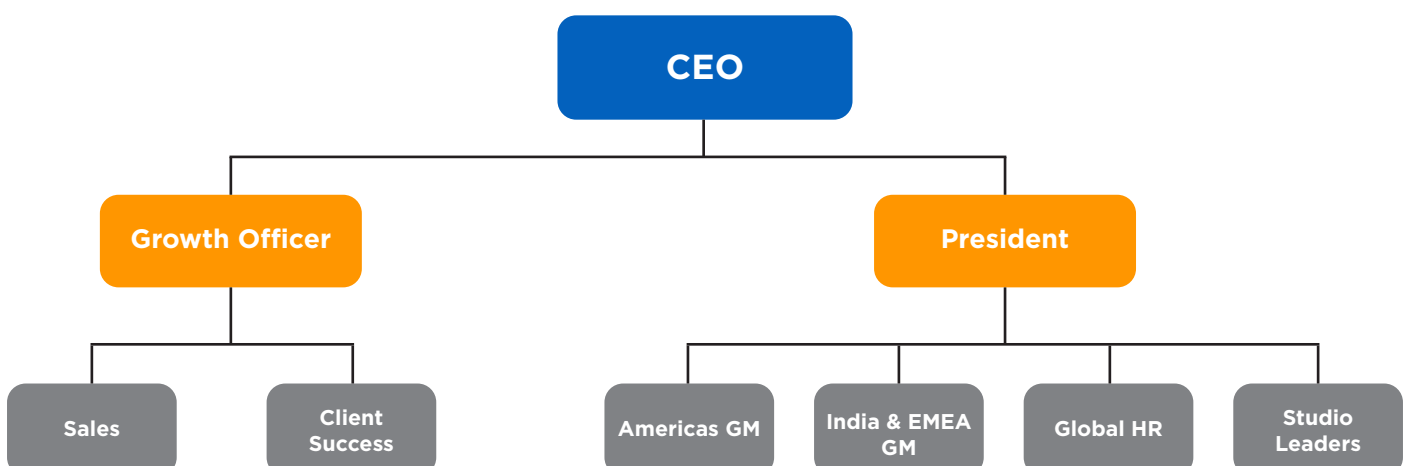 CEO
Growth Officer
President
Sales
Client
Success
Americas GM
India & EMEA
GM
Global HR
Studio
Leaders